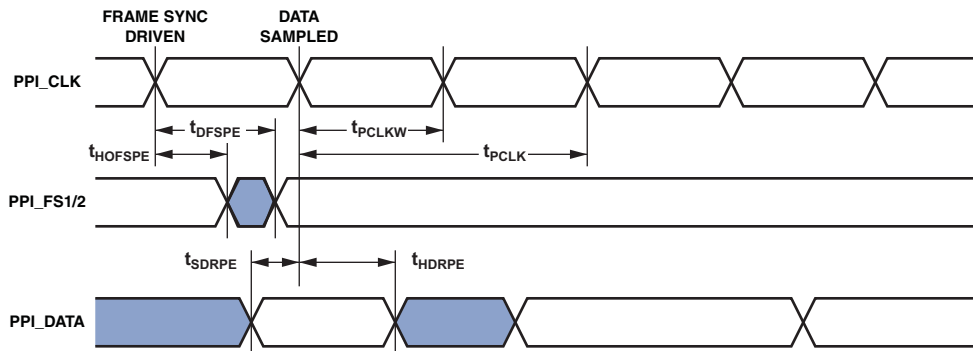 FRAME SYNC
DRIVEN
DATA
SAMPLED
PPI_CLK
tDFSPE
tPCLKW
tHOFSPE
tPCLK
PPI_FS1/2
tSDRPE
tHDRPE
PPI_DATA